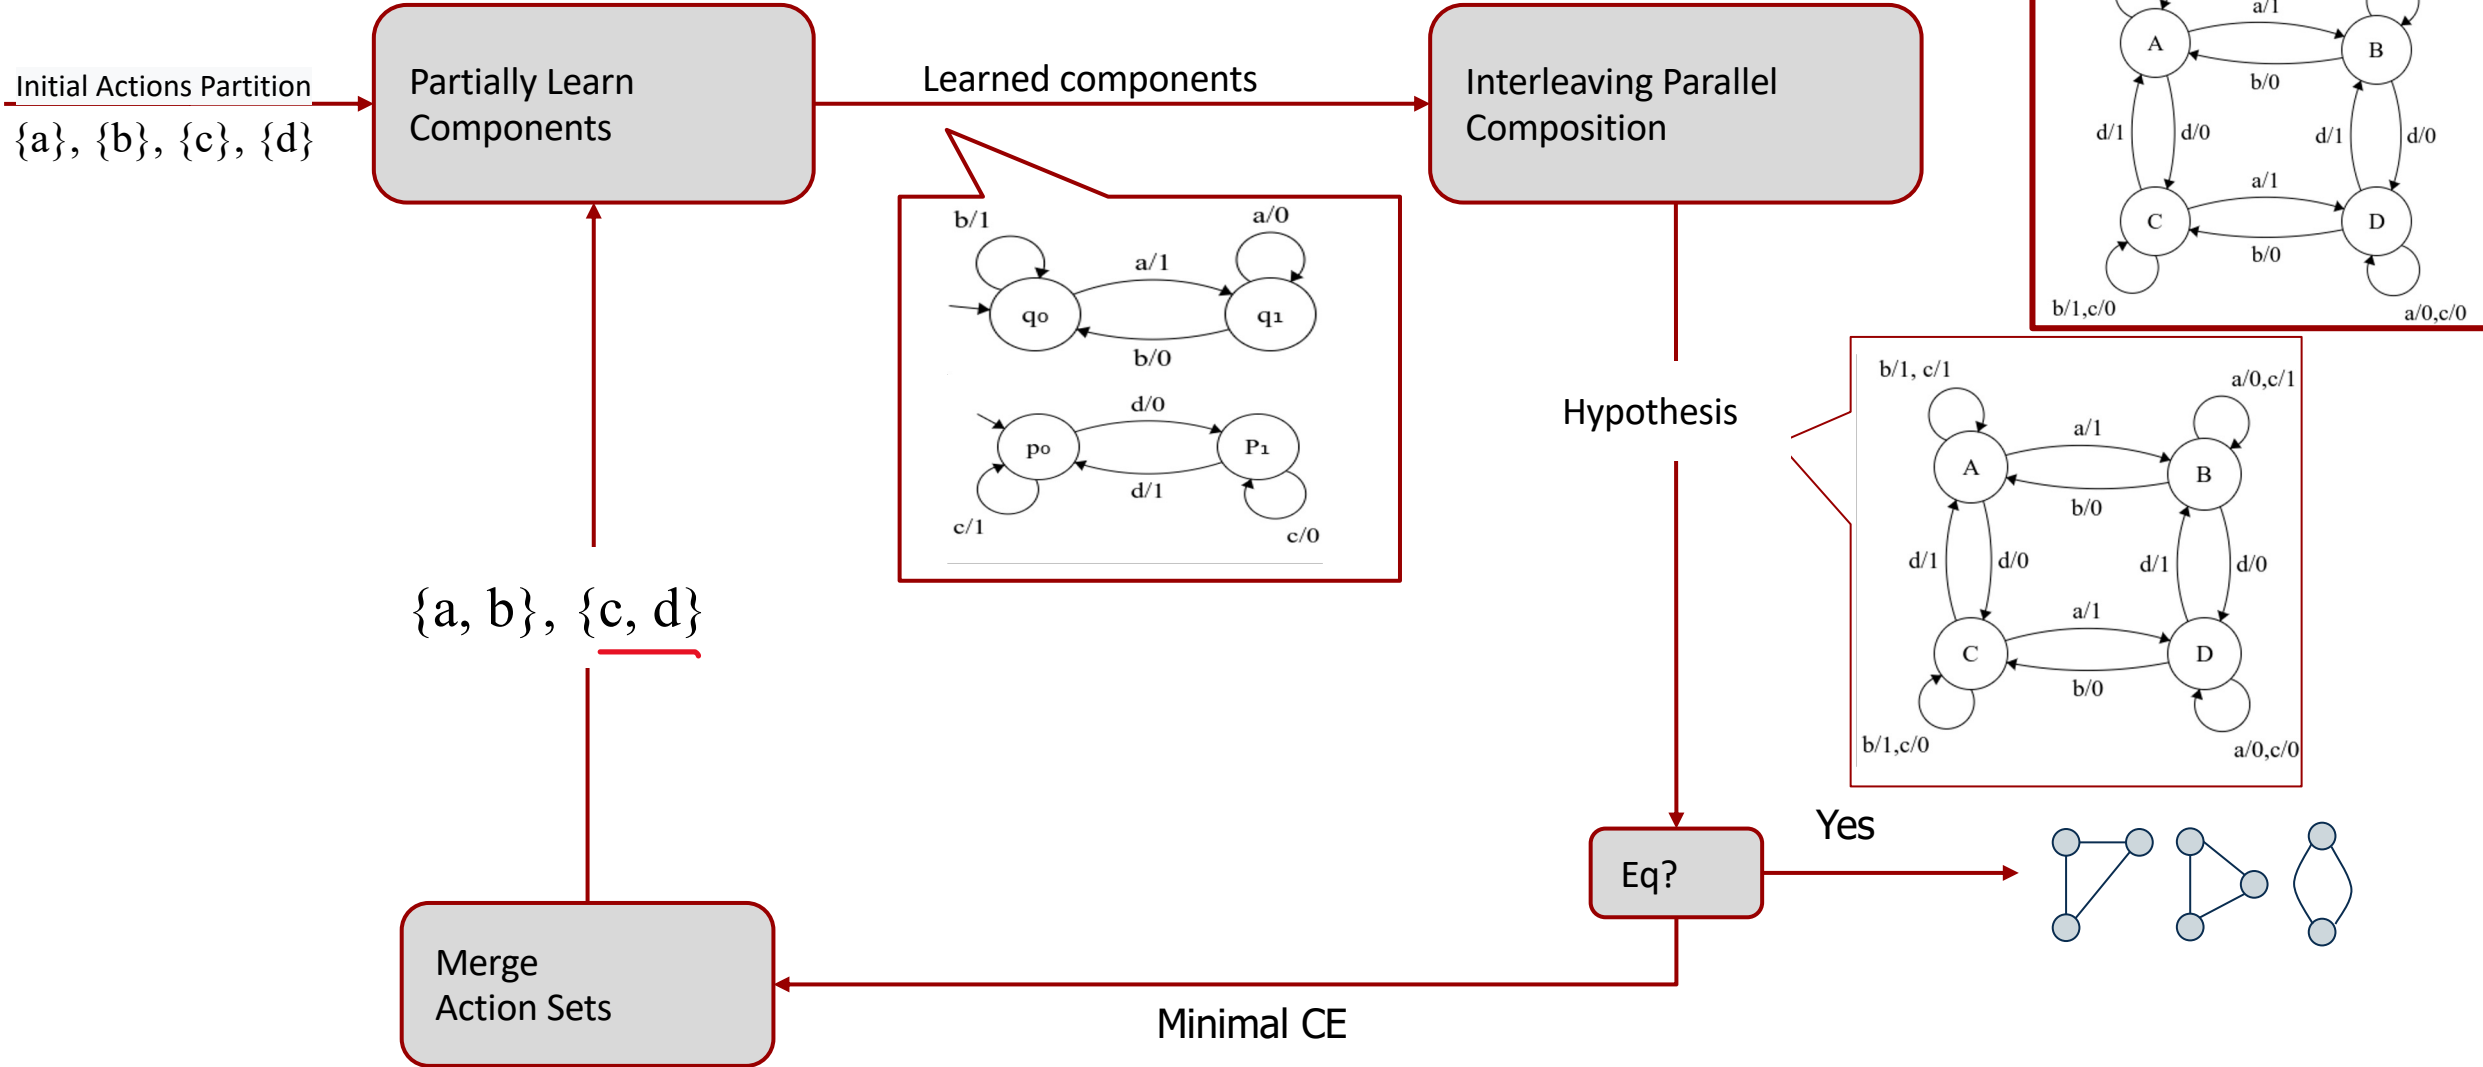 Initial Actions Partition
{a}, {b}, {c}, {d}
Partially Learn
Components
Learned components
Interleaving Parallel
Composition
a/1
A
B
b/0
d/1
d/0
d/1
d/0
a/1
C
D
b/0
b/1,c/0
a/0,c/0
b/1
a/0
a/1
q0
q1
b/0
d/0
p0
P1
d/1
c/1
c/0
Hypothesis
b/1, c/1
a/0,c/1
a/1
A
B
b/0
d/1
d/0
d/1
d/0
a/1
C
D
b/0
b/1,c/0
a/0,c/0
{a, b}, {c, d}
Yes
Eq?
Merge
Action Sets
Minimal CE